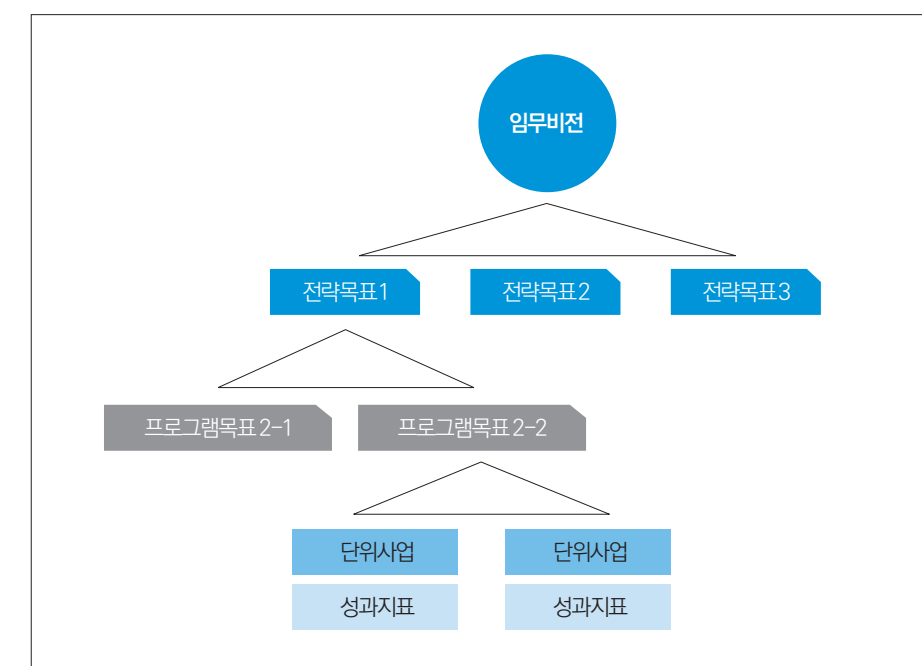 임무비전
전략목표1
전략목표2
전략목표3
프로그램목표 2-1
프로그램목표 2-2
단위사업
단위사업
성과지표
성과지표